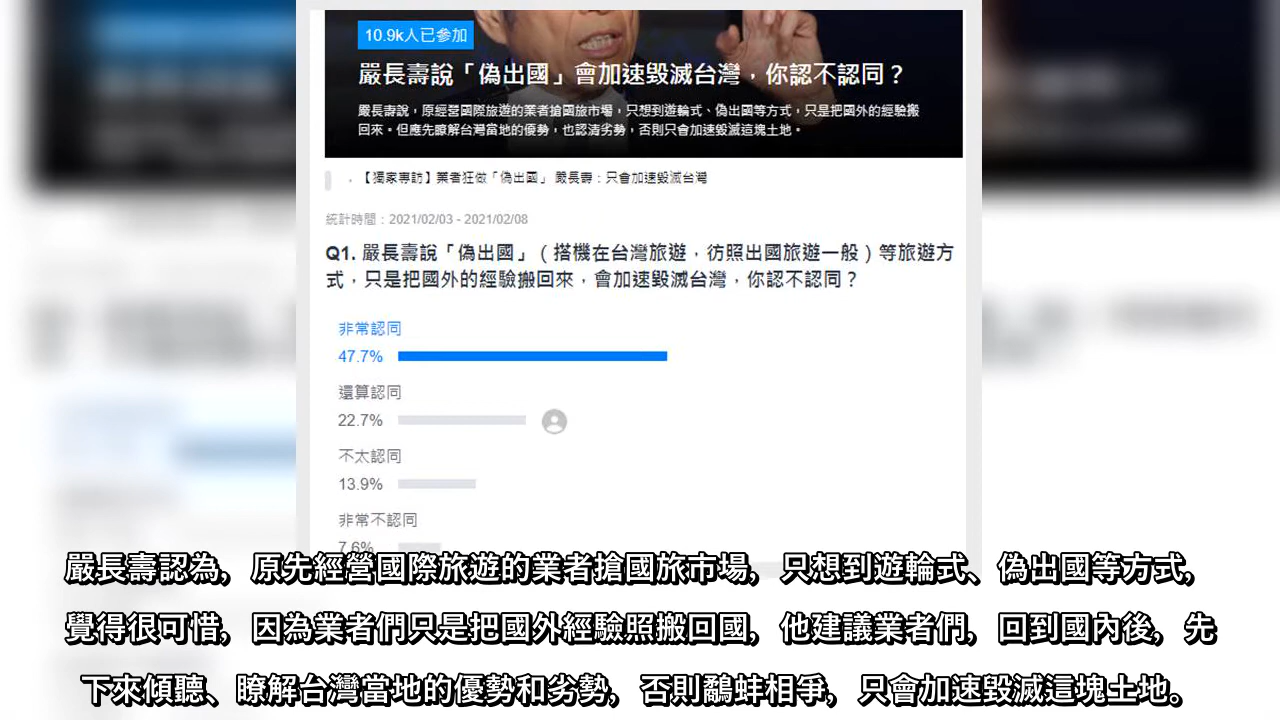 10.9k人已參加
嚴長壽說「偽出國」會加速毀滅台灣，你認不認同？
嚴長壽說，原經營國際旅遊的業者搶國旅市場，只想到遊輪式、偽出國等方式，只是把國外的經驗搬
回來。但應先瞭解台灣當地的優勢，也認清劣勢，否則只會加速毀滅這塊土地。
．【獨家專訪】業者狂做「偽出國」 嚴長壽：只會加速毀滅台灣
統計時間：2021/02/03 - 2021/02/08
Q1. 嚴長壽說「偽出國」（搭機在台灣旅遊，彷照出國旅遊一般）等旅遊方
式，只是把國外的經驗搬回來，會加速毀滅台灣，你認不認同？
非常認同
47.7%
還算認同
22.7%
不太認同
13.9%
非常不認同
7.6%
嚴長壽認為，原先經營國際旅遊的業者搶國旅市場，只想到遊輪式、偽出國等方式，
覺得很可惜，因為業者們只是把國外經驗照搬回國，他建議業者們，回到國內後，先
下來傾聽、瞭解台灣當地的優勢和劣勢，否則鷸蚌相爭，只會加速毀滅這塊土地。